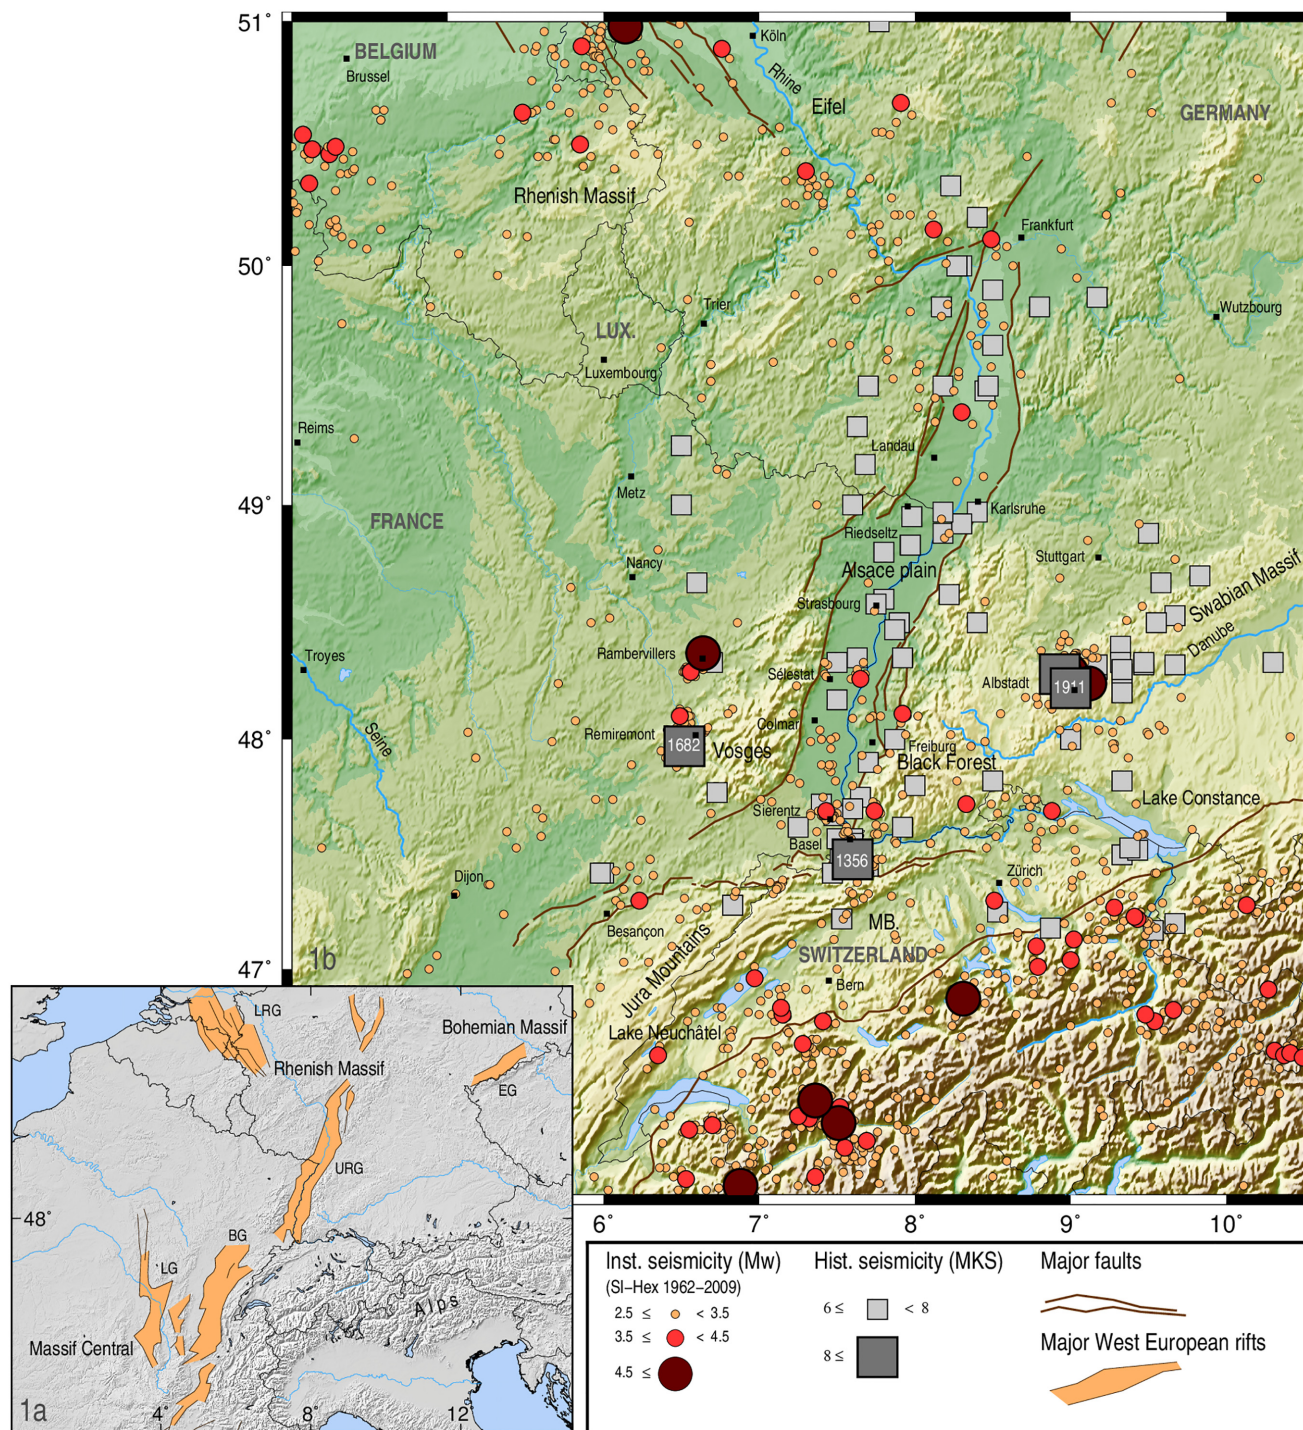 51°
BELGIUM
Brussel
Köln
Rhine
Eifel
GERMANY
Rhenish Massif
Frankfurt
50°
Trier
Wutzbourg
LUX.
Luxembourg
Reims
Landau
Metz
49°
Karlsruhe
FRANCE
Riedseltz
Stuttgart
Nancy
Alsace plain
Swabian Massif
Strasbourg
Danube
Troyes
Rambervillers
Sélestat
Albstadt
1911
Seine
Colmar
Remiremont
48°
1682
Vosges
Freiburg
Black Forest
Lake Constance
Sierentz
Basel
1356
Zürich
Dijon
Besançon
MB.
SWITZERLAND
47°
1b
Jura Mountains
Bern
Lake Neuchâtel
6°
7°
8°
9°
10°
LRG
Bohemian Massif
Rhenish Massif
EG
URG
48°
BG
LG
Alps
Massif Central
1a
4°
8°
12°
Inst. seismicity (Mw)
(SI-Hex 1962-2009)
2.5 ≤ < 3.5
3.5 ≤ < 4.5
4.5 ≤
Hist. seismicity (MKS)
6 ≤ < 8
8 ≤
Major faults
Major West European rifts